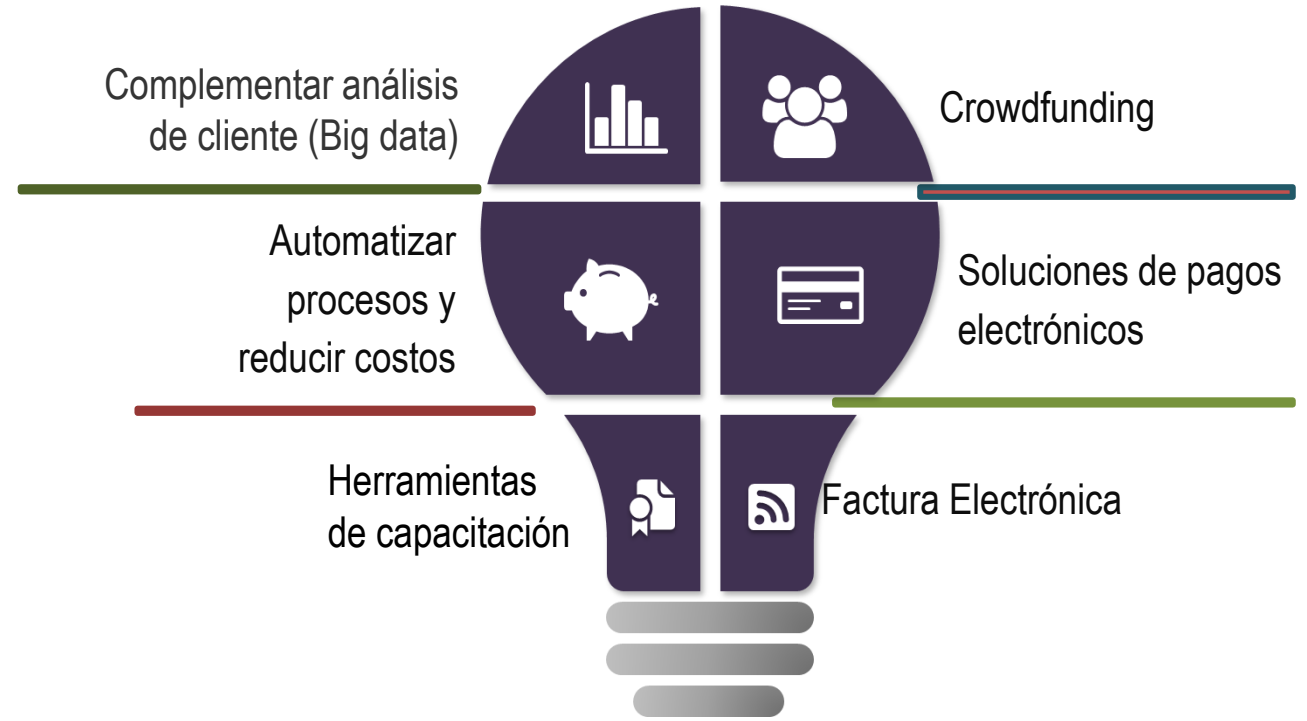 Complementar análisis
de cliente (Big data)
Crowdfunding
Automatizar
procesos y
reducir costos
Soluciones de pagos
electrónicos
Herramientas
de capacitación
Factura Electrónica